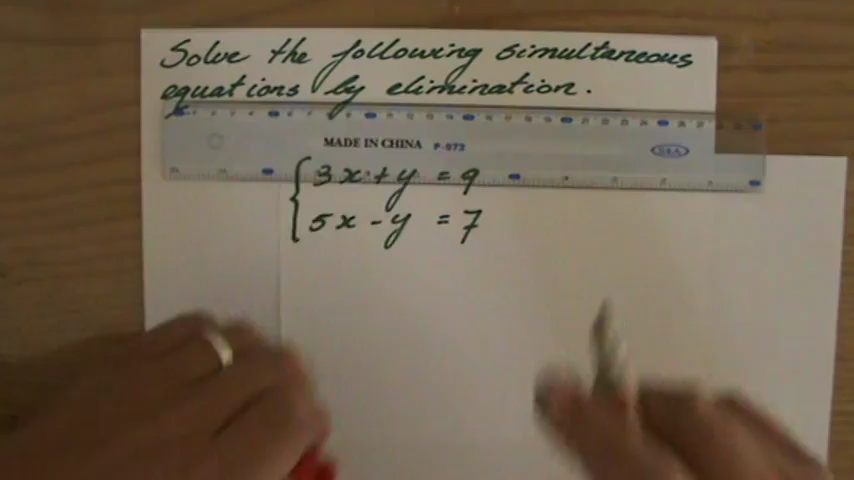 Solve the following simultaneous
equations by elimination.
MADE IN CHINA P-072
3x + y = 9
5x - y = 7